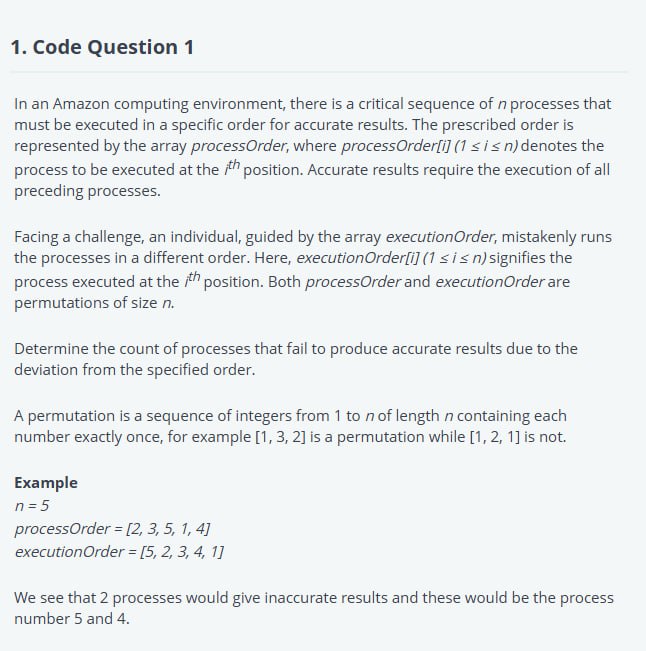 1. Code Question 1
In an Amazon computing environment, there is a critical sequence of n processes that
must be executed in a specific order for accurate results. The prescribed order is
represented by the array processOrder, where processOrder[i] (1 ≤ i ≤ n) denotes the
process to be executed at the ith position. Accurate results require the execution of all
preceding processes.
Facing a challenge, an individual, guided by the array executionOrder, mistakenly runs
the processes in a different order. Here, executionOrder[i] (1 ≤ i ≤ n) signifies the
process executed at the ith position. Both processOrder and executionOrder are
permutations of size n.
Determine the count of processes that fail to produce accurate results due to the
deviation from the specified order.
A permutation is a sequence of integers from 1 to n of length n containing each
number exactly once, for example [1, 3, 2] is a permutation while [1, 2, 1] is not.
Example
n = 5
processOrder = [2, 3, 5, 1, 4]
executionOrder = [5, 2, 3, 4, 1]
We see that 2 processes would give inaccurate results and these would be the process
number 5 and 4.